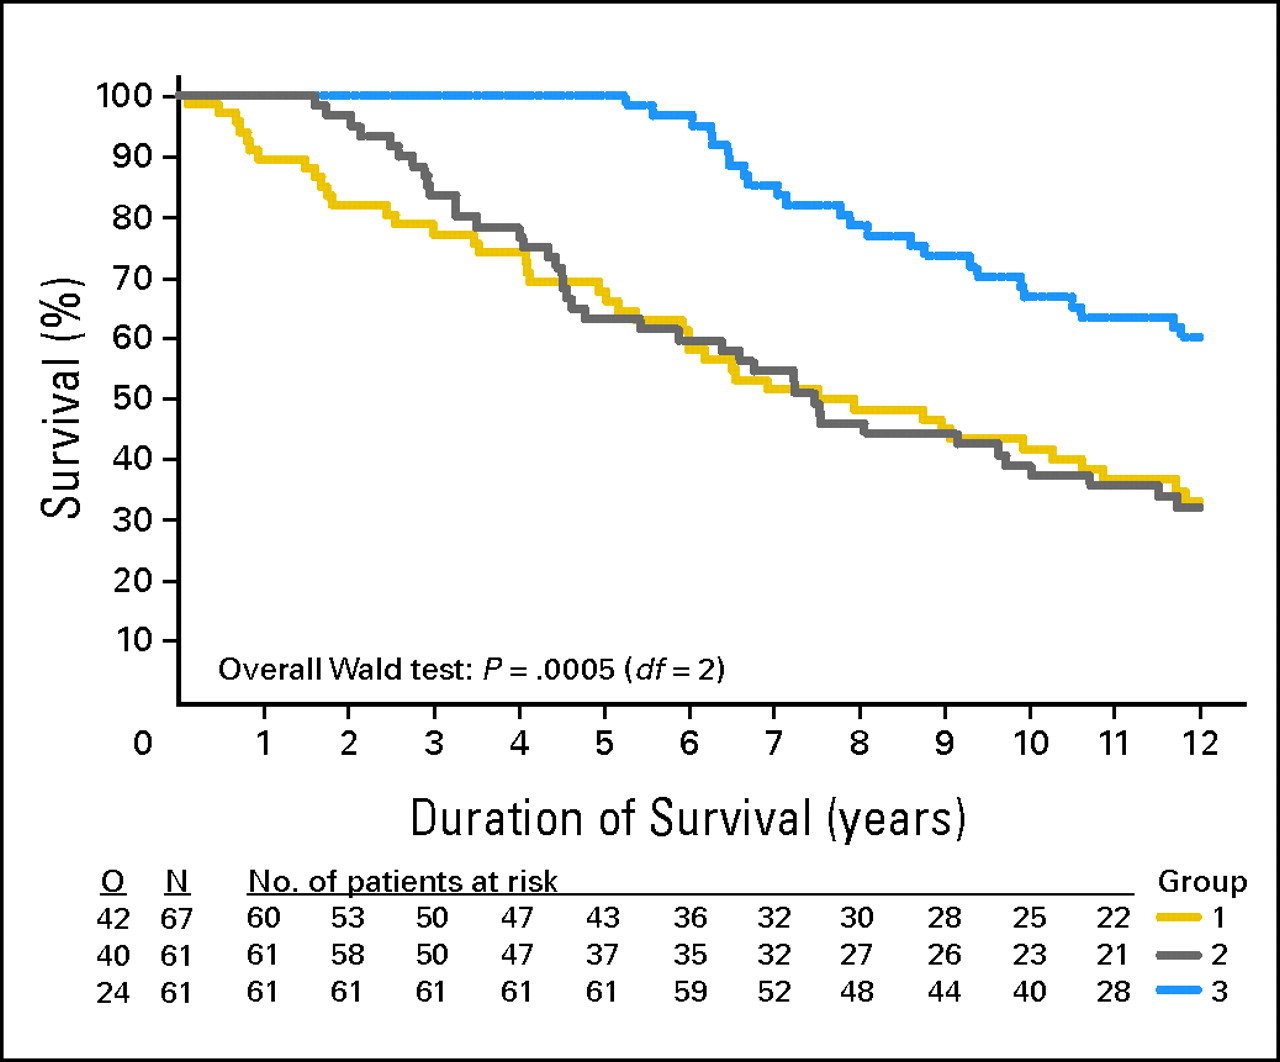 100
90
80
70
60
50
40
30
20
10
0
Survival (%)
Overall Wald test: P = .0005 (df = 2)
1 2 3 4 5 6 7 8 9 10 11 12
Duration of Survival (years)
O N No. of patients at risk Group
42 67 60 53 50 47 43 36 32 30 28 25 22 1
40 61 61 58 50 47 37 35 32 27 26 23 21 2
24 61 61 61 61 61 61 59 52 48 44 40 28 3